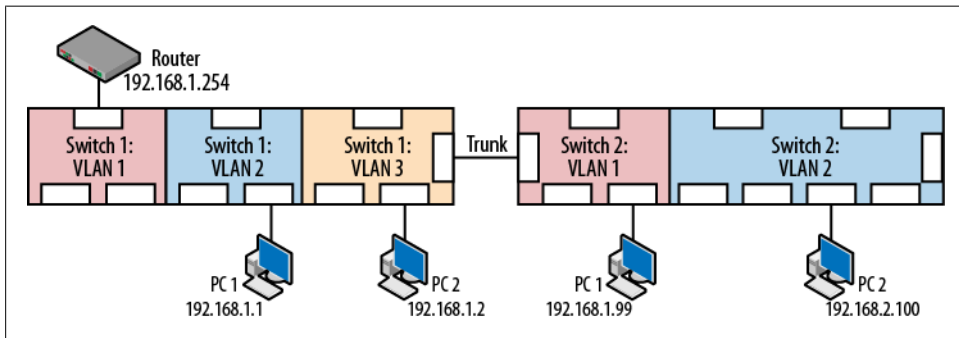 Router
192.168.1.254
Switch 1:
VLAN 1
Switch 1:
VLAN 2
Switch 1:
VLAN 3
Trunk
Switch 2:
VLAN 1
Switch 2:
VLAN 2
PC 1
192.168.1.1
PC 2
192.168.1.2
PC 1
192.168.1.99
PC 2
192.168.2.100